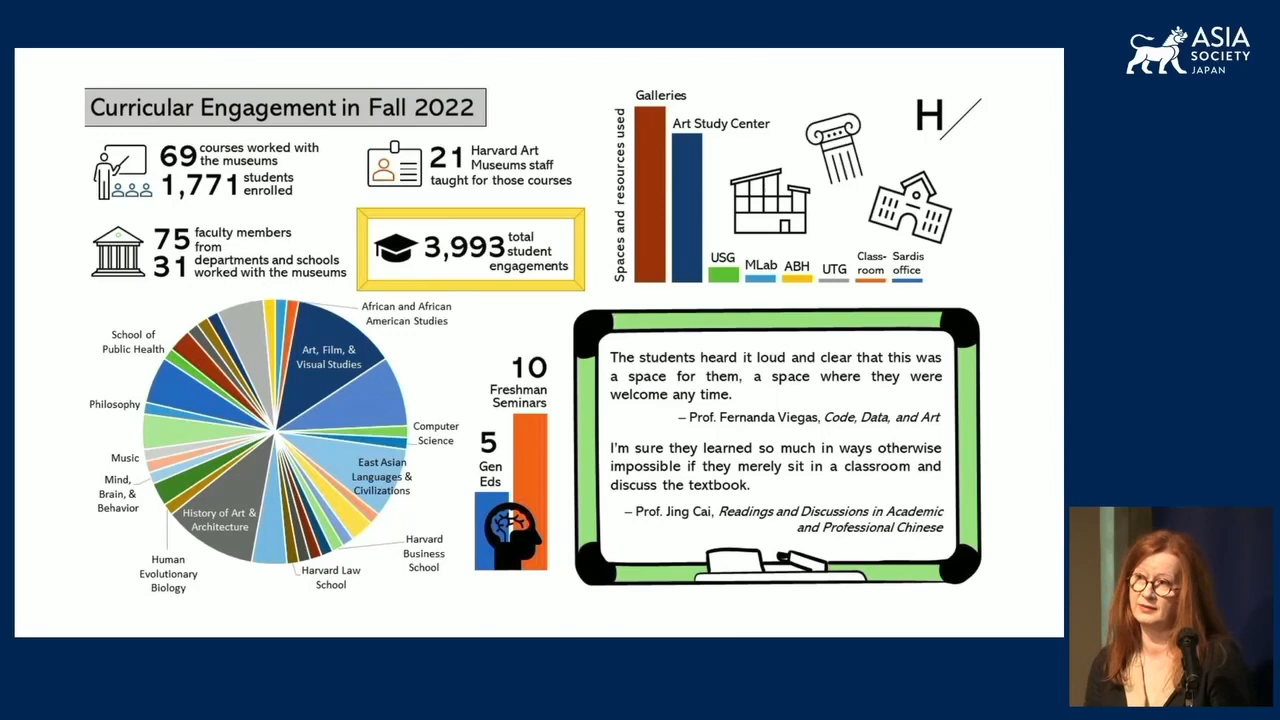 ASIA
SOCIETY
JAPAN
Curricular Engagement in Fall 2022
69 courses worked with
the museums
1,771 students
enrolled
21 Harvard Art
Museums staff
taught for those courses
75 faculty members
from
31 departments and schools
worked with the museums
3,993 total
student
engagements
Spaces and resources used
Galleries
Art Study Center
USG
MLab
ABH
UTG
Class-
room
Sardis
office
H/
African and African
American Studies
Art, Film, &
Visual Studies
Computer
Science
East Asian
Languages &
Civilizations
Harvard
Business
School
Harvard Law
School
History of Art &
Architecture
Human
Evolutionary
Biology
Mind,
Brain, &
Behavior
Music
Philosophy
School of
Public Health
10
Freshman
Seminars
5
Gen
Eds
The students heard it loud and clear that this was
a space for them, a space where they were
welcome any time.
– Prof. Fernanda Viegas, Code, Data, and Art
I'm sure they learned so much in ways otherwise
impossible if they merely sit in a classroom and
discuss the textbook.
– Prof. Jing Cai, Readings and Discussions in Academic
and Professional Chinese